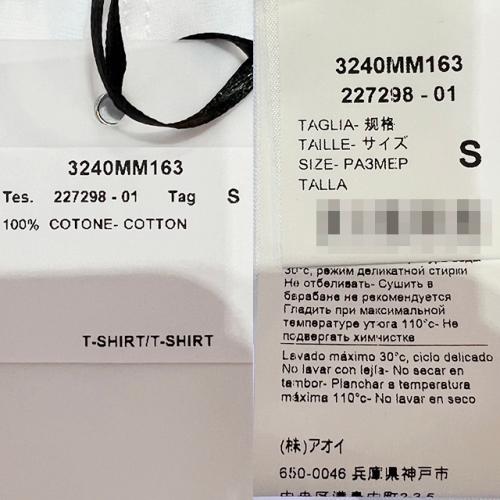 3240MM163
Tes. 227298 - 01 Tag S
100% COTONE- COTTON
T-SHIRT/T-SHIRT
3240MM163
227298 - 01
TAGLIA- 规格
TAILLE- サイズ
SIZE- РАЗМЕР
TALLA
S
30°с, режим деликатной стирки
Не отбеливать- Сушить в
барабане не рекомендуется
Гладить при максимальной
температуре утюга 110°с- Не
подвергать химчистке
Lavado máximo 30°c, ciclo delicado
No lavar con lejía- No secar en
tambor- Planchar a temperatura
máxima 110°c- No lavar en seco
(株)アオイ
650-0046 兵庫県神戸市